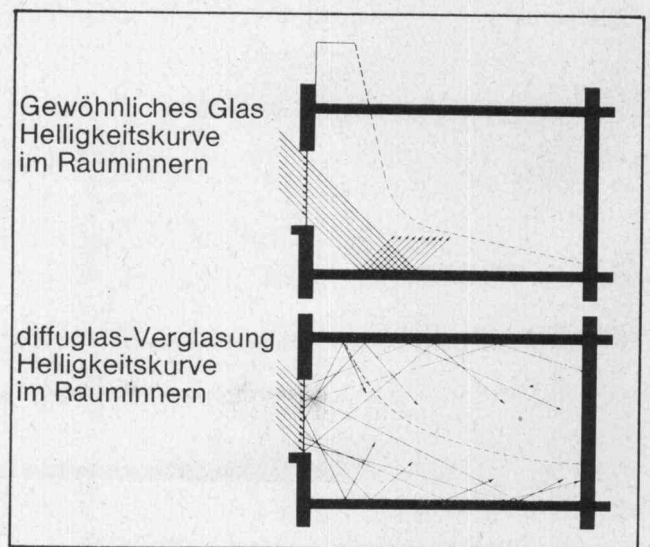 Gewöhnliches Glas
Helligkeitskurve
im Rauminnern
diffuglas-Verglasung
Helligkeitskurve
im Rauminnern